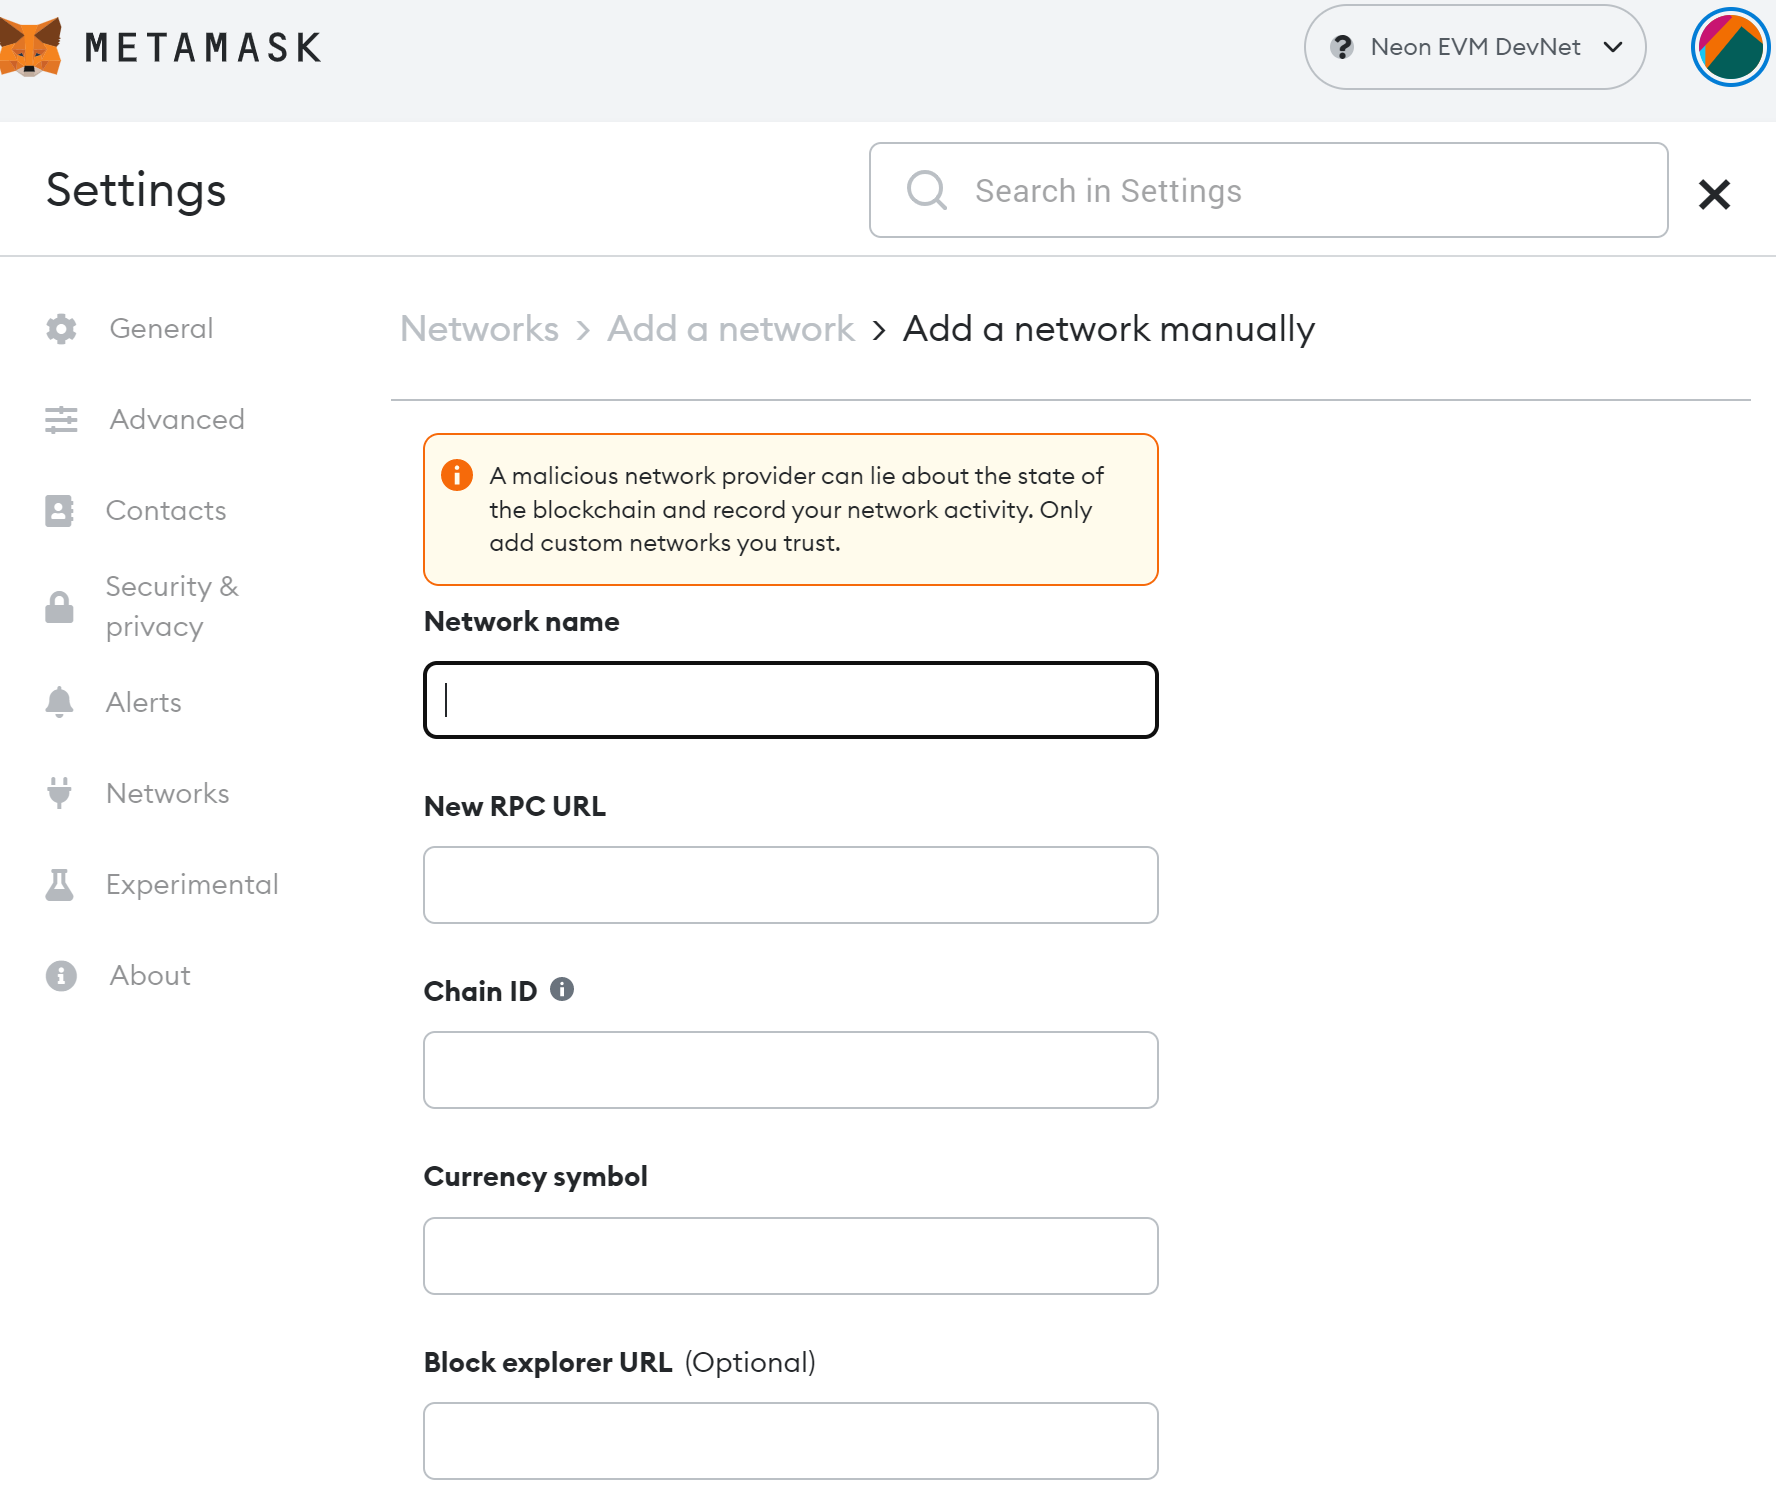 METAMASK
Neon EVM DevNet
Settings
Search in Settings
General
Advanced
Contacts
Security &
privacy
Alerts
Networks
Experimental
About
Networks > Add a network > Add a network manually
A malicious network provider can lie about the state of
the blockchain and record your network activity. Only
add custom networks you trust.
Network name
New RPC URL
Chain ID
Currency symbol
Block explorer URL (Optional)